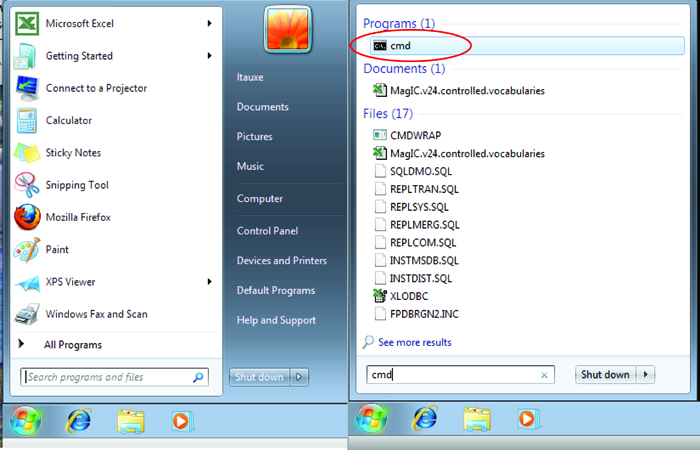 Microsoft Excel
Getting Started
Connect to a Projector
Calculator
Sticky Notes
Snipping Tool
Mozilla Firefox
Paint
XPS Viewer
Windows Fax and Scan
All Programs
Search programs and files
ltauxe
Documents
Pictures
Music
Computer
Control Panel
Devices and Printers
Default Programs
Help and Support
Shut down
Programs (1)
C:\ cmd
Documents (1)
MagIC.v24.controlled.vocabularies
Files (17)
CMDWRAP
MagIC.v24.controlled.vocabularies
SQLDMO.SQL
REPLTRAN.SQL
REPLSYS.SQL
REPLMERG.SQL
REPLCOM.SQL
INSTMSDB.SQL
INSTDIST.SQL
XLODBC
FPDBRGN2.INC
See more results
cmd
Shut down